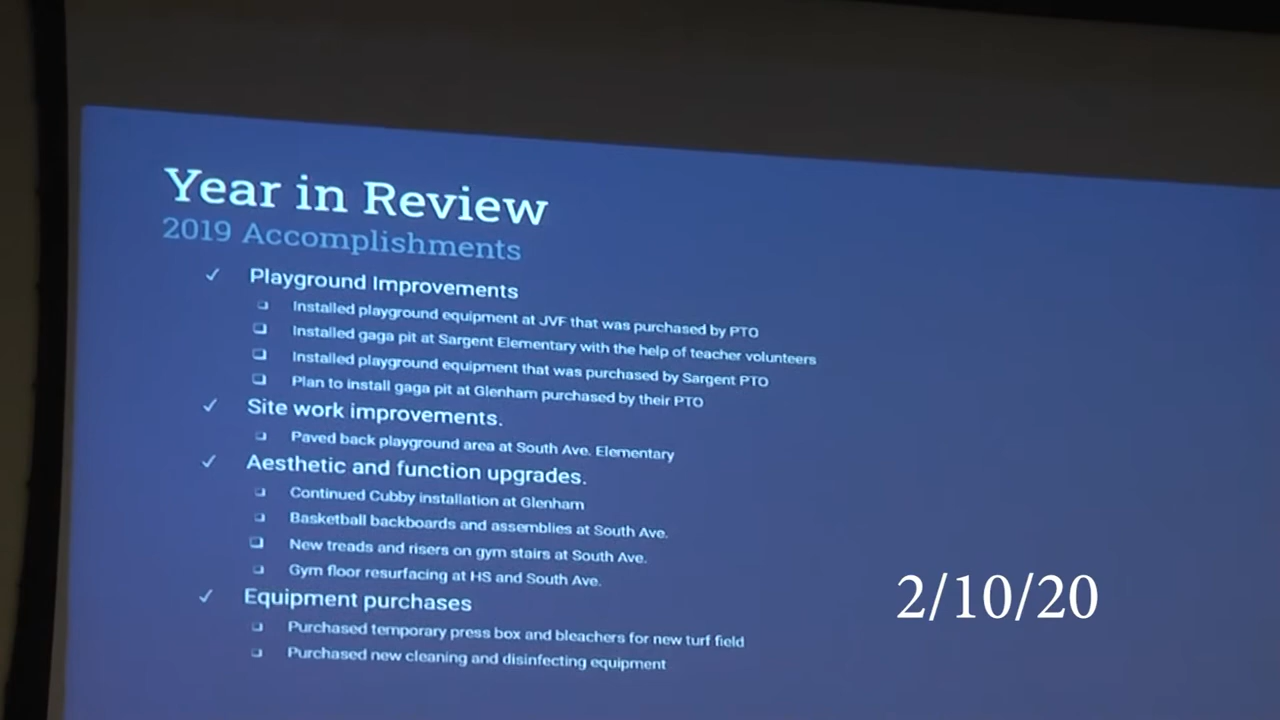 Year in Review
2019 Accomplishments
✓ Playground Improvements
❑ Installed playground equipment at JVF that was purchased by PTO
❑ Installed gaga pit at Sargent Elementary with the help of teacher volunteers
❑ Installed playground equipment that was purchased by Sargent PTO
❑ Plan to install gaga pit at Glenham purchased by their PTO
✓ Site work improvements.
❑ Paved back playground area at South Ave. Elementary
✓ Aesthetic and function upgrades.
❑ Continued Cubby installation at Glenham
❑ Basketball backboards and assemblies at South Ave.
❑ New treads and risers on gym stairs at South Ave.
❑ Gym floor resurfacing at HS and South Ave.
✓ Equipment purchases
❑ Purchased temporary press box and bleachers for new turf field
❑ Purchased new cleaning and disinfecting equipment
2/10/20